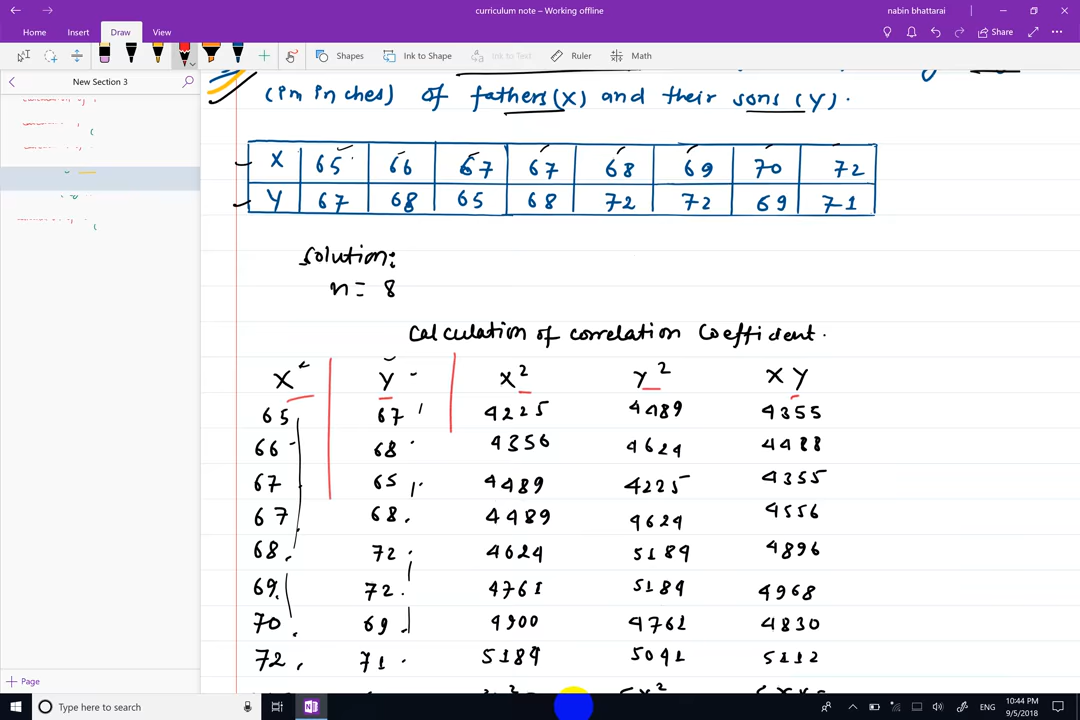 curriculum note – Working offline
nabin bhattarai
Home Insert Draw View
Share
Shapes Ink to Shape Ink to Text Ruler Math
New Section 3
(in inches) of fathers (X) and their sons (Y).
X 65 66 67 67 68 69 70 72
Y 67 68 65 68 72 72 69 71
Solution:
n = 8
Calculation of correlation coefficient.
X Y X² Y² XY
65 67 4225 4489 4355
66 68 4356 4624 4488
67 65 4489 4225 4355
67 68 4489 4624 4556
68 72 4624 5184 4896
69 72 4761 5184 4968
70 69 4900 4761 4830
72 71 5184 5041 5112
+ Page
Type here to search
ENG
10:44 PM
9/5/2018